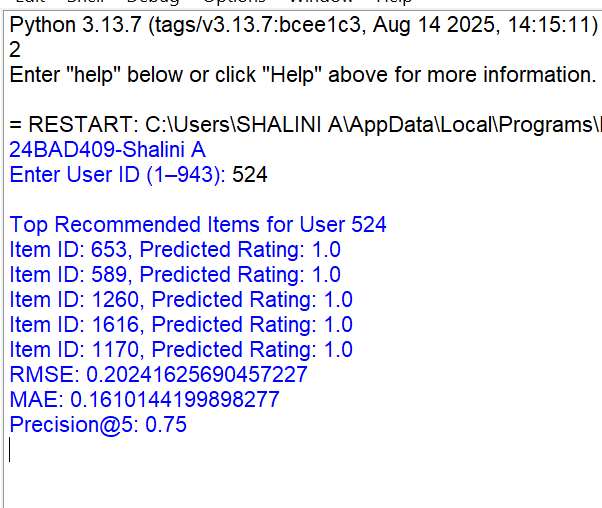 Python 3.13.7 (tags/v3.13.7:bcee1c3, Aug 14 2025, 14:15:11)
2
Enter "help" below or click "Help" above for more information.
= RESTART: C:\Users\SHALINI A\AppData\Local\Programs\
24BAD409-Shalini A
Enter User ID (1–943): 524
Top Recommended Items for User 524
Item ID: 653, Predicted Rating: 1.0
Item ID: 589, Predicted Rating: 1.0
Item ID: 1260, Predicted Rating: 1.0
Item ID: 1616, Predicted Rating: 1.0
Item ID: 1170, Predicted Rating: 1.0
RMSE: 0.20241625690457227
MAE: 0.1610144199898277
Precision@5: 0.75